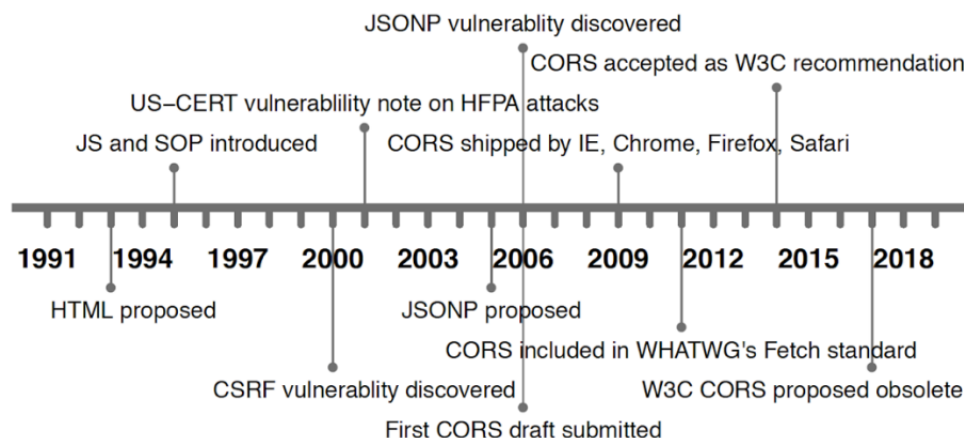 JSONP vulnerablity discovered
CORS accepted as W3C recommendation
US-CERT vulnerablility note on HFPA attacks
JS and SOP introduced
CORS shipped by IE, Chrome, Firefox, Safari
1991 1994 1997 2000 2003 2006 2009 2012 2015 2018
HTML proposed
JSONP proposed
CORS included in WHATWG's Fetch standard
CSRF vulnerablity discovered
W3C CORS proposed obsolete
First CORS draft submitted